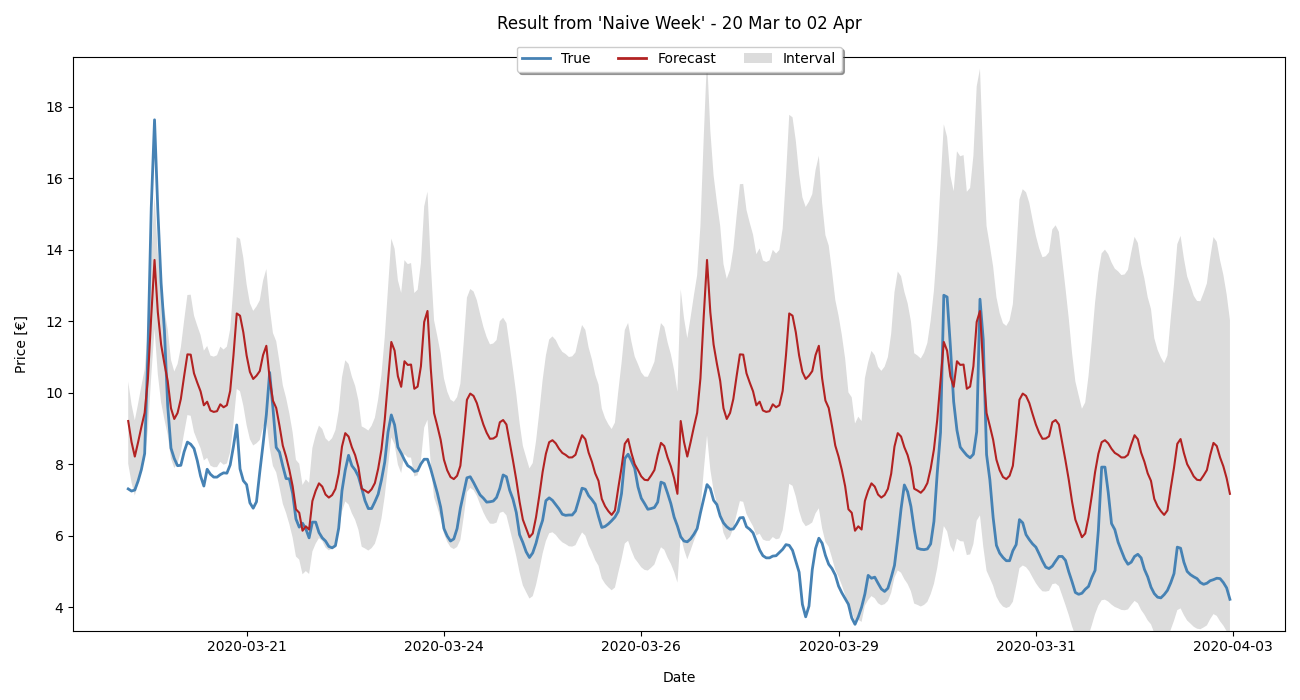 Result from 'Naive Week' - 20 Mar to 02 Apr
True Forecast Interval
Price [€]
18
16
14
12
10
8
6
4
2020-03-21 2020-03-24 2020-03-26 2020-03-29 2020-03-31 2020-04-03
Date